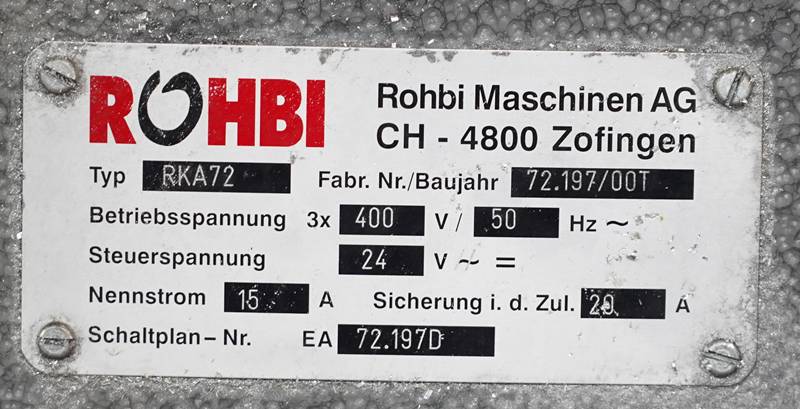 ROHBI
Rohbi Maschinen AG
CH - 4800 Zofingen
Typ RKA72 Fabr. Nr./Baujahr 72.197/00T
Betriebsspannung 3x 400 V / 50 Hz ~
Steuerspannung 24 V ~ =
Nennstrom 15 A Sicherung i. d. Zul. 20 A
Schaltplan – Nr. EA 72.197D